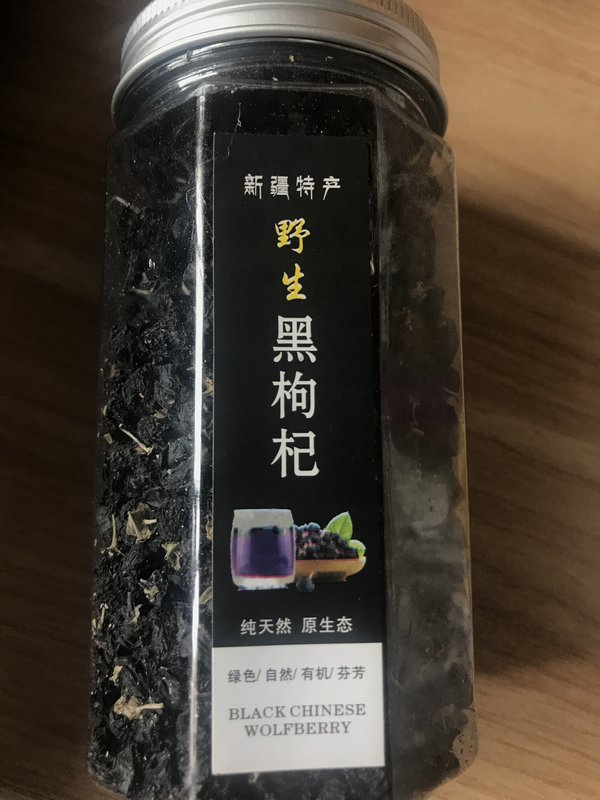 新疆特产
野生
黑枸杞
纯天然 原生态
绿色/自然/有机/芬芳
BLACK CHINESE
WOLFBERRY